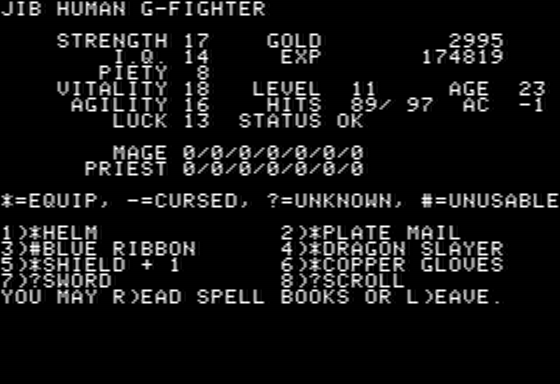 JIB HUMAN G-FIGHTER
STRENGTH 17 GOLD 2995
I.Q. 14 EXP 174819
PIETY 8
VITALITY 18 LEVEL 11 AGE 23
AGILITY 16 HITS 89/ 97 AC -1
LUCK 13 STATUS OK
MAGE 0/0/0/0/0/0/0
PRIEST 0/0/0/0/0/0/0
*=EQUIP, -=CURSED, ?=UNKNOWN, #=UNUSABLE
1)*HELM 2)*PLATE MAIL
3)#BLUE RIBBON 4)*DRAGON SLAYER
5)*SHIELD + 1 6)*COPPER GLOVES
7)?SWORD 8)?SCROLL
YOU MAY R)EAD SPELL BOOKS OR L)EAVE.